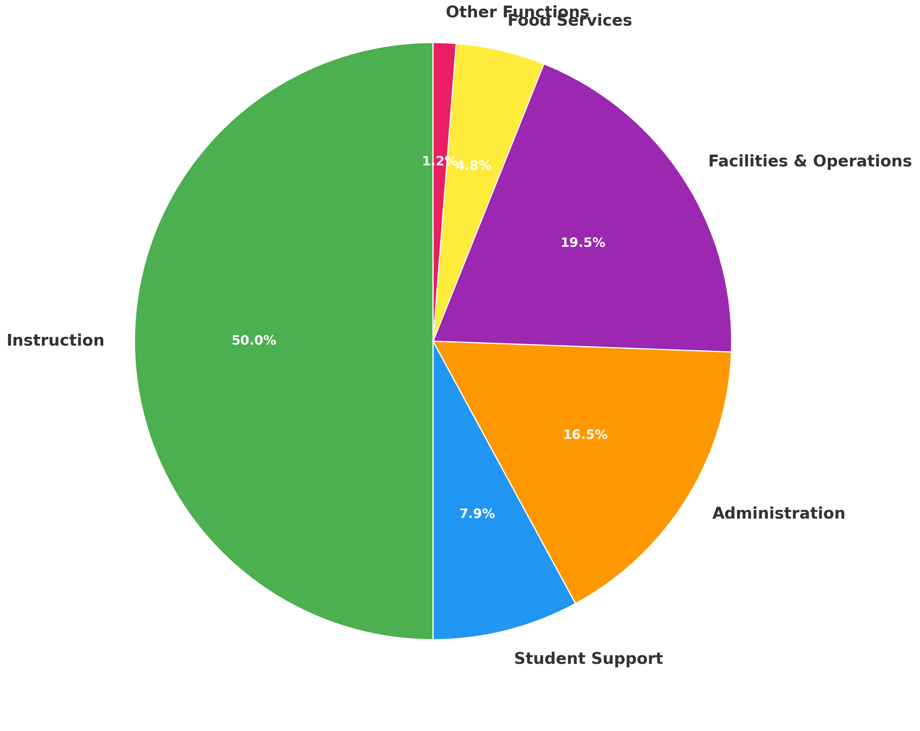 Other Functions
Food Services
Facilities & Operations
1.2%
4.8%
19.5%
Instruction
50.0%
16.5%
Administration
7.9%
Student Support